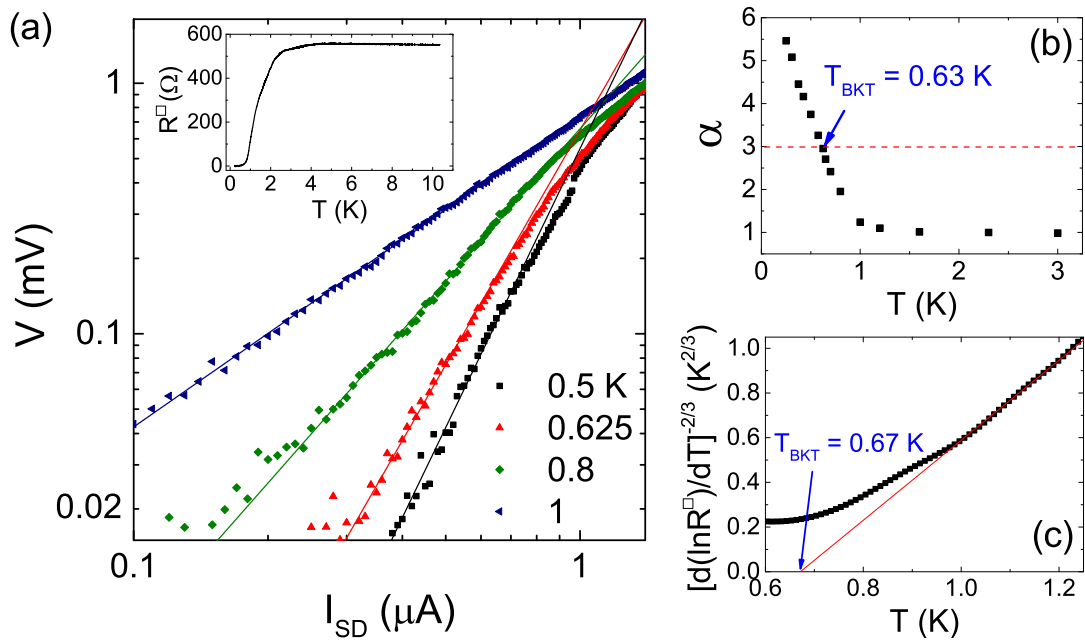 (a)
V (mV)
1
0.1
0.02
0.1
1
I_SD (μA)
600
400
200
0
R□(Ω)
0 2 4 6 8 10
T (K)
0.5 K
0.625
0.8
1
(b)
α
6
5
4
3
2
1
0
T_BKT = 0.63 K
0 1 2 3
T (K)
(c)
[d(lnR□)/dT]^-2/3 (K^2/3)
1.0
0.8
0.6
0.4
0.2
0.0
T_BKT = 0.67 K
0.6 0.8 1.0 1.2
T (K)